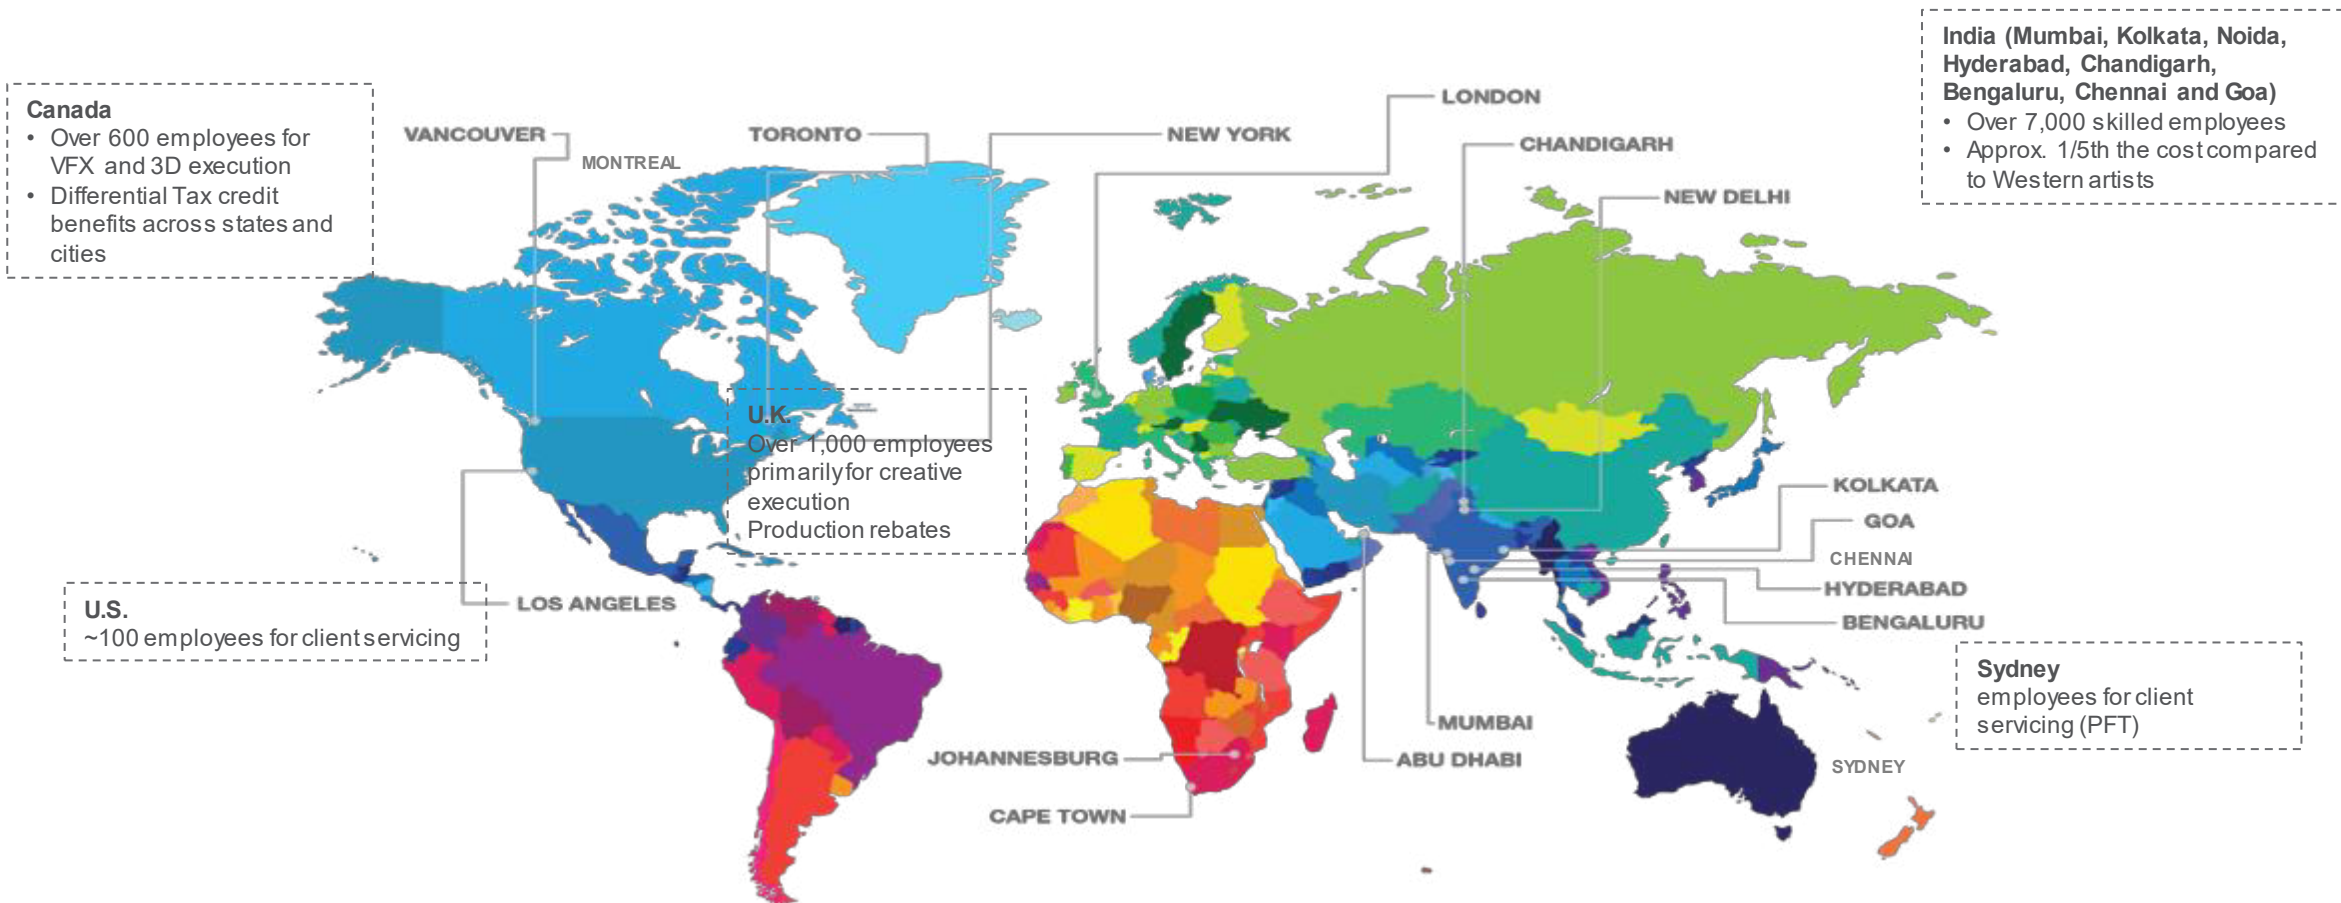 India (Mumbai, Kolkata, Noida,
Hyderabad, Chandigarh,
Bengaluru, Chennai and Goa)
• Over 7,000 skilled employees
• Approx. 1/5th the cost compared
to Western artists
Canada
• Over 600 employees for
VFX and 3D execution
• Differential Tax credit
benefits across states and
cities
VANCOUVER
MONTREAL
TORONTO
NEW YORK
LONDON
CHANDIGARH
NEW DELHI
U.K.
Over 1,000 employees
primarily for creative
execution
Production rebates
KOLKATA
GOA
CHENNAI
HYDERABAD
BENGALURU
U.S.
~100 employees for client servicing
LOS ANGELES
Sydney
employees for client
servicing (PFT)
MUMBAI
JOHANNESBURG
ABU DHABI
SYDNEY
CAPE TOWN